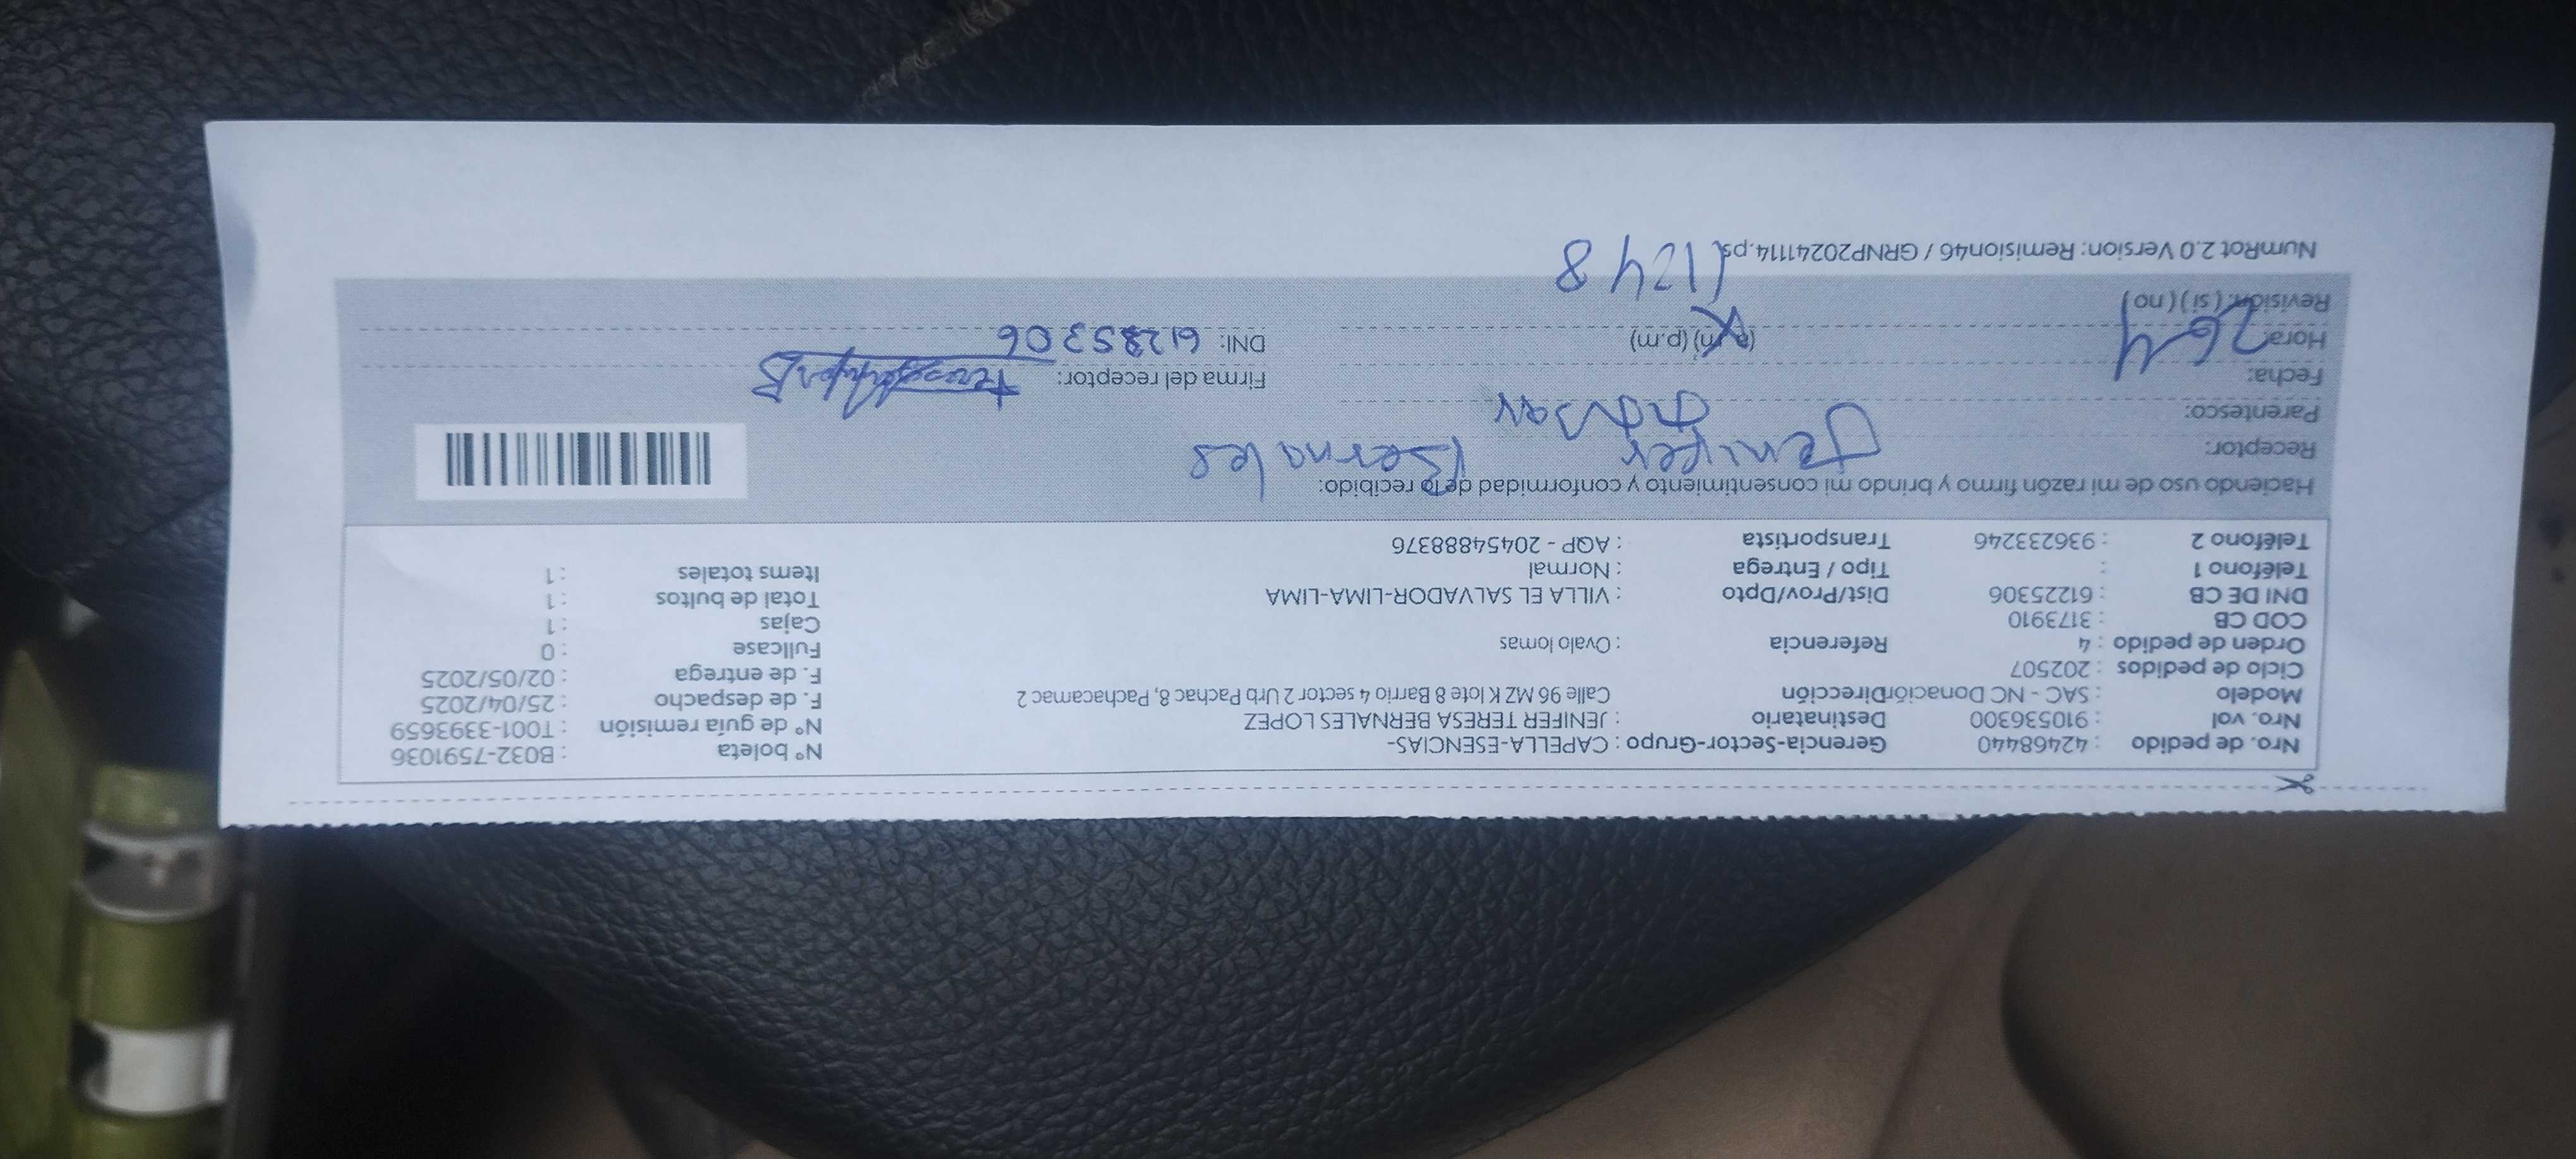 Nro. de pedido : 42468440 Gerencia-Sector-Grupo : CAPELLA-ESENCIAS- N° boleta : B032-7591036
Nro. vol : 910536300 Destinatario : JENIFER TERESA BERNALES LOPEZ N° de guía remisión : T001-3393659
Modelo : SAC - NC Donación Dirección Calle 96 MZ K lote 8 Barrio 4 sector 2 Urb Pachac 8, Pachacamac 2 F. de despacho : 25/04/2025
Ciclo de pedidos : 202507 F. de entrega : 02/05/2025
Orden de pedido : 4 Referencia : Ovalo lomas Fullcase : 0
COD CB : 3173910 Cajas : 1
DNI DE CB : 61225306 Dist/Prov/Dpto : VILLA EL SALVADOR-LIMA-LIMA Total de bultos : 1
Teléfono 1 : Tipo / Entrega : Normal Items totales : 1
Teléfono 2 : 936233246 Transportista : AQP - 20454888376
Haciendo uso de mi razón firmo y brindo mi consentimiento y conformidad de lo recibido:
Receptor: Jenifer Bernales
Parentesco:
Fecha: Firma del receptor:
Hora: 264 (a.m) (p.m) DNI: 61225306
Revisión: (si) (no) 1248
NumRot 2.0 Version: Remision46 / GRNP20241114.ps